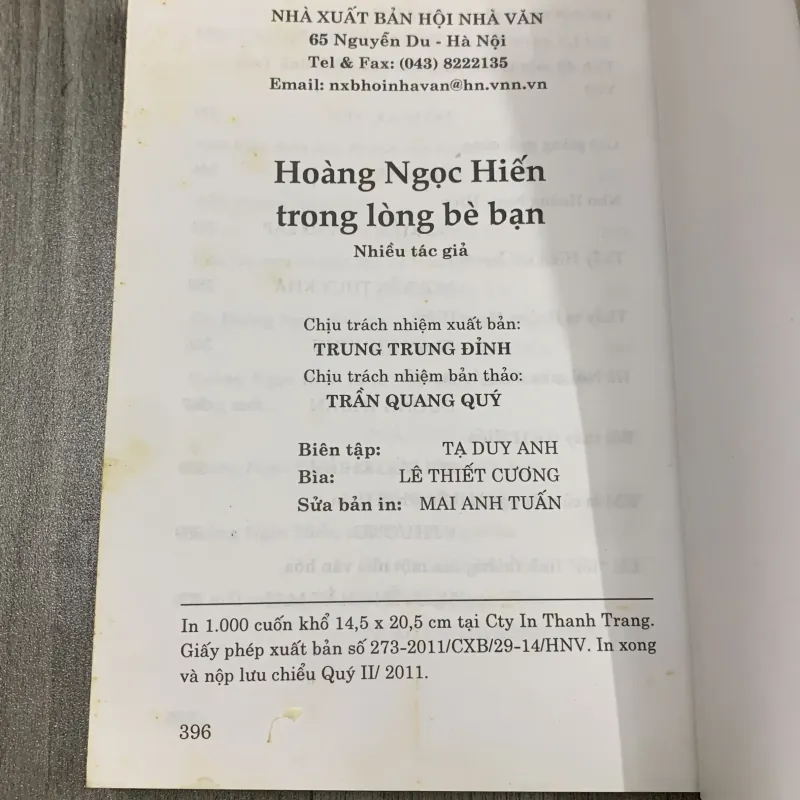 NHÀ XUẤT BẢN HỘI NHÀ VĂN
65 Nguyễn Du - Hà Nội
Tel & Fax: (043) 8222135
Email: nxbhoinhavan@hn.vnn.vn
Hoàng Ngọc Hiến
trong lòng bè bạn
Nhiều tác giả
Chịu trách nhiệm xuất bản:
TRUNG TRUNG ĐỈNH
Chịu trách nhiệm bản thảo:
TRẦN QUANG QUÝ
Biên tập: TẠ DUY ANH
Bìa: LÊ THIẾT CƯƠNG
Sửa bản in: MAI ANH TUẤN
In 1.000 cuốn khổ 14,5 x 20,5 cm tại Cty In Thanh Trang.
Giấy phép xuất bản số 273-2011/CXB/29-14/HNV. In xong
và nộp lưu chiểu Quý II/ 2011.
396